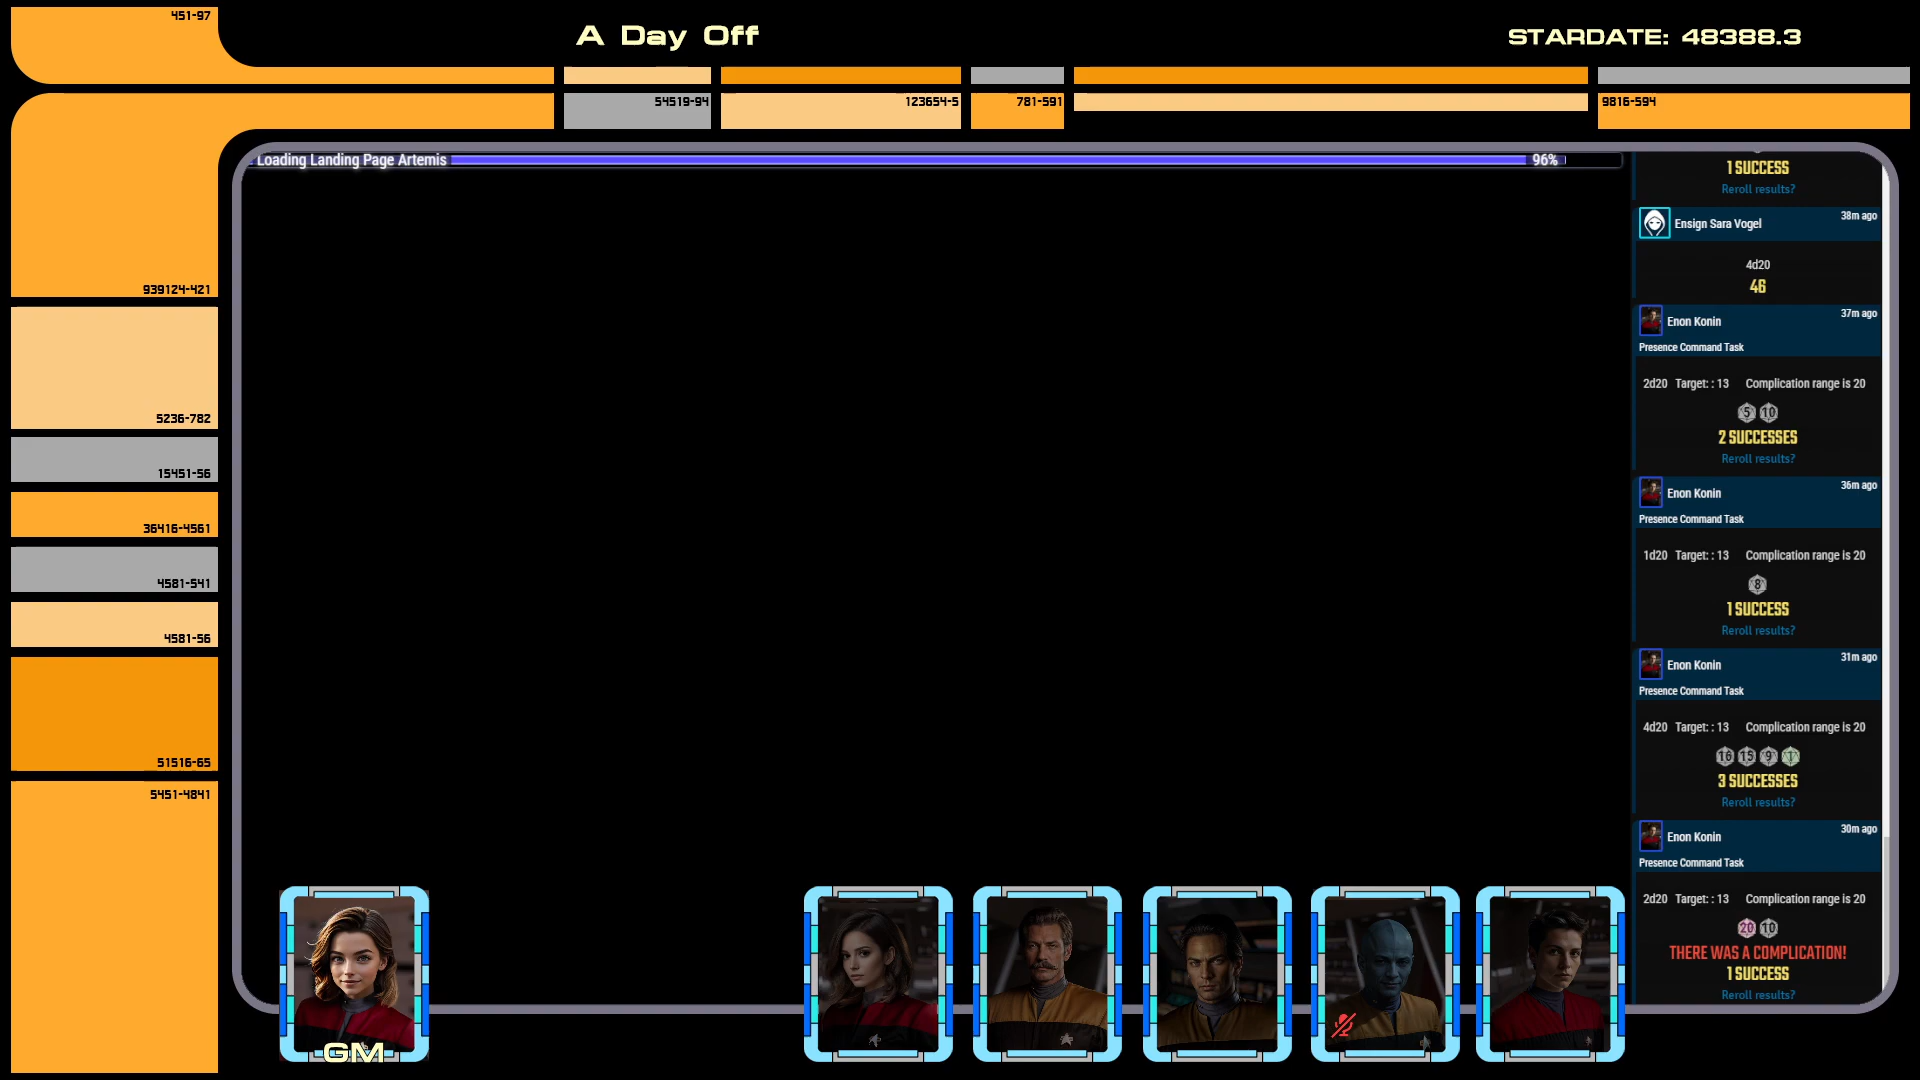 451-97
A Day Off
STARDATE: 48388.3
54519-94
123654-5
781-591
9816-594
939124-421
5236-782
15451-56
36416-4561
4581-541
4581-56
51516-65
5451-4841
Loading Landing Page Artemis
96%
1 SUCCESS
Reroll results?
Ensign Sara Vogel
38m ago
4d20
46
Enon Konin
37m ago
Presence Command Task
2d20 Target: : 13 Complication range is 20
5 10
2 SUCCESSES
Reroll results?
Enon Konin
36m ago
Presence Command Task
1d20 Target: : 13 Complication range is 20
8
1 SUCCESS
Reroll results?
Enon Konin
31m ago
Presence Command Task
4d20 Target: : 13 Complication range is 20
16 15 9 1
3 SUCCESSES
Reroll results?
Enon Konin
30m ago
Presence Command Task
2d20 Target: : 13 Complication range is 20
20 10
THERE WAS A COMPLICATION!
1 SUCCESS
Reroll results?
GM